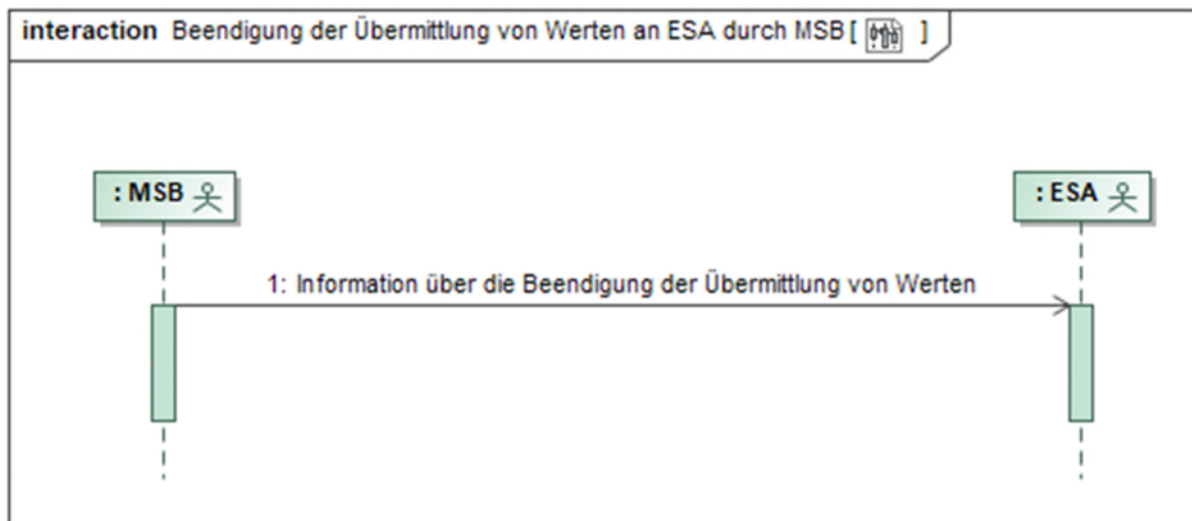 interaction Beendigung der Übermittlung von Werten an ESA durch MSB [ ]
: MSB
: ESA
1: Information über die Beendigung der Übermittlung von Werten